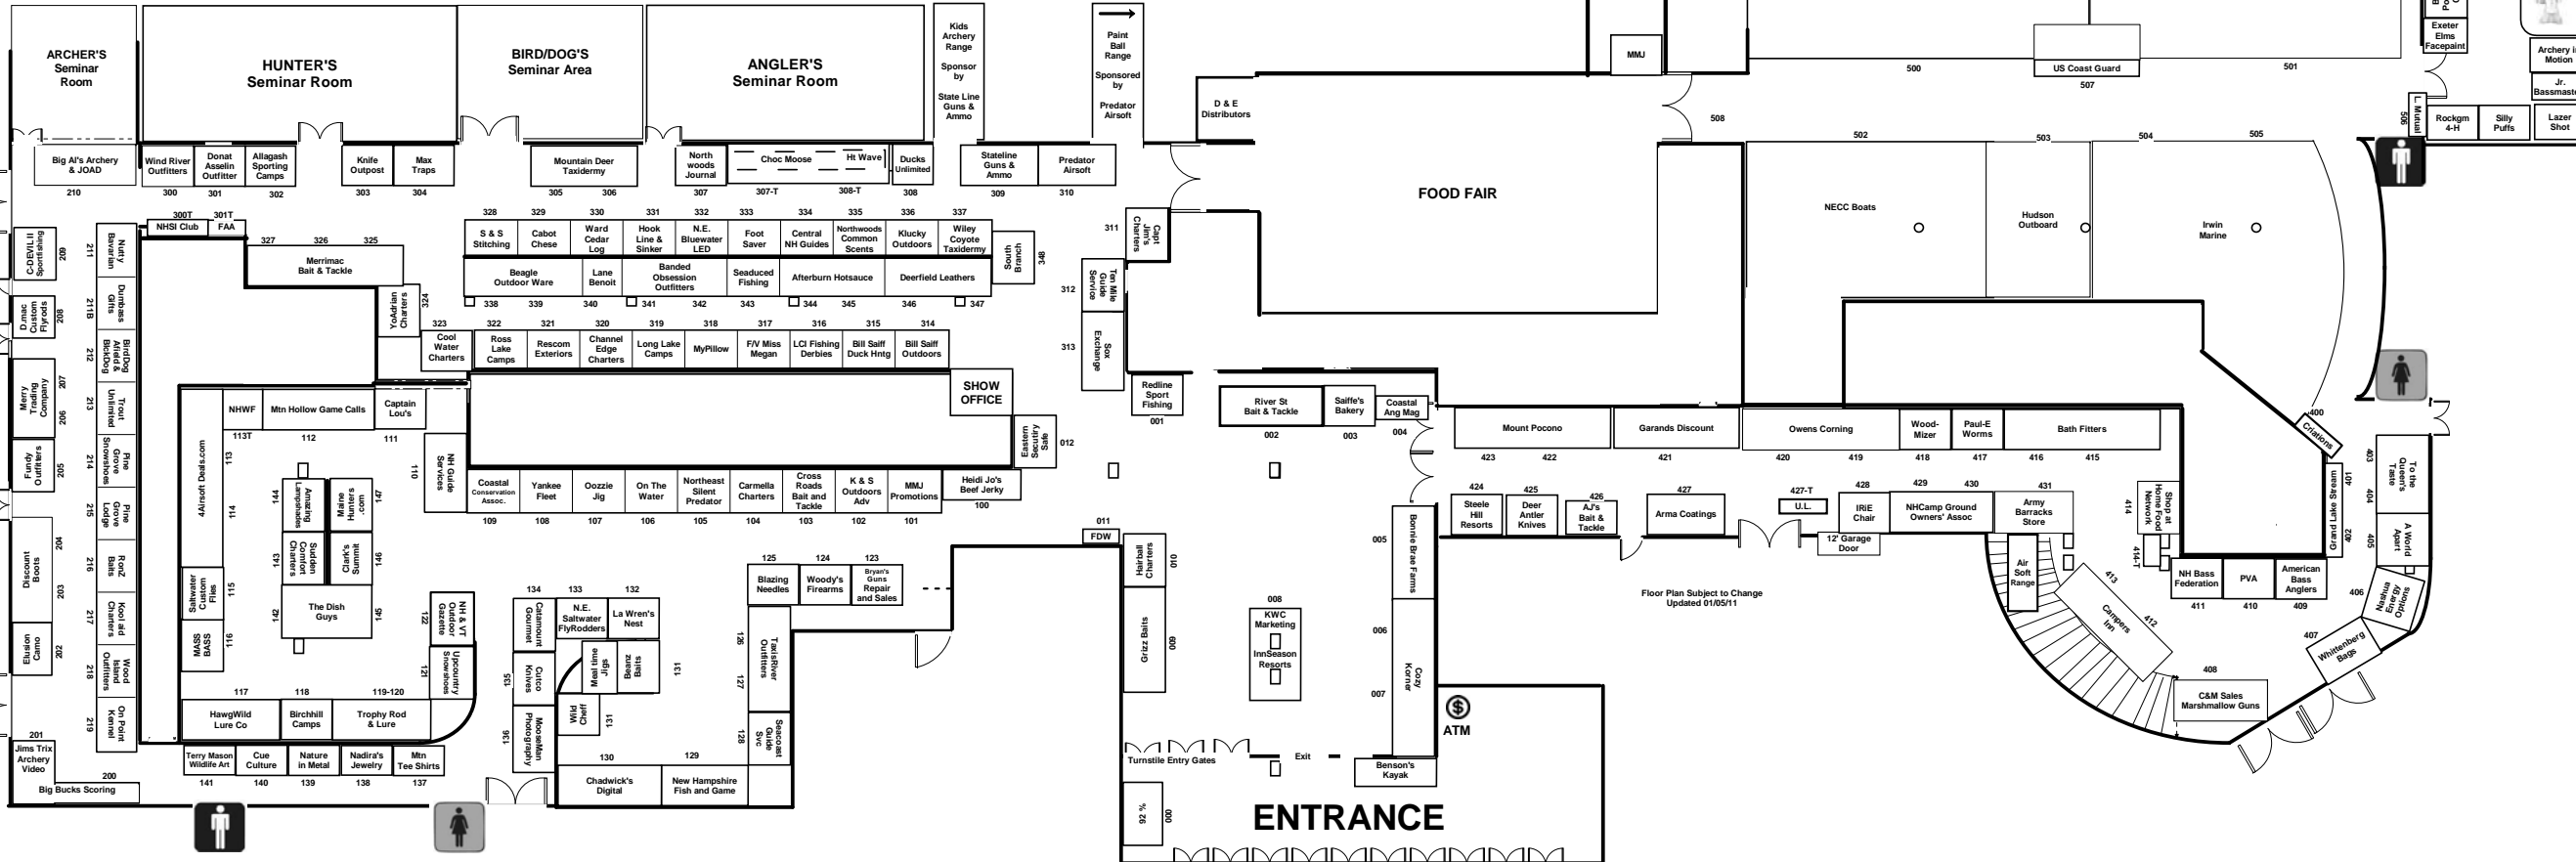 ARCHER'S
Seminar
Room
HUNTER'S
Seminar Room
BIRD/DOG'S
Seminar Area
ANGLER'S
Seminar Room
Kids
Archery
Range
Sponsor
by
State Line
Guns &
Ammo
Paint
Ball
Range
Sponsored
by
Predator
Airsoft
D & E
Distributors
MMJ
508
500
US Coast Guard
507
501
Exeter
Elms
Facepaint
Archery in
Motion
Jr.
Bassmast
L. Mutual
506
Rockgm
4-H
Silly
Puffs
Lazer
Shot
Big Al's Archery
& JOAD
210
Wind River
Outfitters
300
Donat
Asselin
Outfitter
301
Allagash
Sporting
Camps
302
Knife
Outpost
303
Max
Traps
304
Mountain Deer
Taxidermy
305
306
North
woods
Journal
307
Choc Moose
307-T
Ht Wave
308-T
Ducks
Unlimited
308
Stateline
Guns &
Ammo
309
Predator
Airsoft
310
FOOD FAIR
502
NECC Boats
503
Hudson
Outboard
504
505
Irwin
Marine
300T
NHSI Club
301T
FAA
327
326
325
Merrimac
Bait & Tackle
YoAdrian
Charters
324
328
S & S
Stitching
329
Cabot
Chese
330
Ward
Cedar
Log
331
Hook
Line &
Sinker
332
N.E.
Bluewater
LED
333
Foot
Saver
334
Central
NH Guides
335
Northwoods
Common
Scents
336
Klucky
Outdoors
337
Wiley
Coyote
Taxidermy
South
Branch
348
Beagle
Outdoor Ware
Lane
Benoit
Banded
Obsession
Outfitters
Seaduced
Fishing
Afterburn Hotsauce
Deerfield Leathers
338
339
340
341
342
343
344
345
346
347
311
Capt
Jim's
Charters
312
Ten Mile
Guide
Service
313
Sox
Exchange
Redline
Sport
Fishing
001
323
Cool
Water
Charters
322
Ross
Lake
Camps
321
Rescom
Exteriors
320
Channel
Edge
Charters
319
Long Lake
Camps
318
MyPillow
317
F/V Miss
Megan
316
LCI Fishing
Derbies
315
Bill Saiff
Duck Hntg
314
Bill Saiff
Outdoors
SHOW
OFFICE
Eastern
Secutiry
Safe
012
C-DEVIL II
Sportfishing
209
D.mac
Custom
Flyrods
208
Merry
Trading
Company
207
206
Fundy
Outfitters
205
Discount
Boots
204
203
Elusion
Camo
202
201
Jims Trix
Archery
Video
200
Big Bucks Scoring
211
Nutty
Bavarian
211B
Dumbass
Gifts
212
BirdDog
Afield &
BlckDog
213
Trout
Unlimited
214
Pine
Grove
Snowshoes
215
Pine
Grove
Lodge
216
RonZ
Baits
217
Kool aid
Charters
218
Wood
Island
Outfitters
219
On Point
Kennel
NHWF
113T
Mtn Hollow Game Calls
112
Captain
Lou's
111
4Airsoft Deals.com
113
114
Saltwater
Custom
Flies
115
MASS
BASS
116
NH Guide
Services
110
144
Amazing
Lampshades
Maine
Hunters
.com
147
143
Supden
Comfort
Charters
Clark's
Summit
146
142
The Dish
Guys
145
NH & VT
Outdoor
Gazette
122
Upcountry
Snowshoes
121
117
HawgWild
Lure Co
118
Birchhill
Camps
119-120
Trophy Rod
& Lure
Terry Mason
Wildlife Art
141
Cue
Culture
140
Nature
in Metal
139
Nadira's
Jewelry
138
Mtn
Tee Shirts
137
Coastal
Conservation
Assoc.
109
Yankee
Fleet
108
Oozzie
Jig
107
On The
Water
106
Northeast
Silent
Predator
105
Carmella
Charters
104
Cross
Roads
Bait and
Tackle
103
K & S
Outdoors
Adv
102
MMJ
Promotions
101
Heidi Jo's
Beef Jerky
100
134
Catamount
Gourmet
133
N.E.
Saltwater
FlyRodders
132
La Wren's
Nest
135
Cutco
Knives
136
MooseMan
Photography
Meal time
Jigs
Beanz
Baits
131
Wild
Cheff
131
125
Blazing
Needles
124
Woody's
Firearms
123
Bryan's
Guns
Repair
and Sales
126
127
TaxisRiver
Outfitters
128
Seacoast
Guide
Svc
130
Chadwick's
Digital
129
New Hampshire
Fish and Game
011
FDW
Hairball
Charters
010
Grizz Baits
009
008
KWC
Marketing
InnSeason
Resorts
Turnstile Entry Gates
Exit
92 %
000
ENTRANCE
River St
Bait & Tackle
002
Saiffe's
Bakery
003
Coastal
Ang Mag
004
005
Bonnie Brae Farms
006
007
Cozy
Korner
Benson's
Kayak
ATM
Mount Pocono
423
422
Garands Discount
421
Owens Corning
420
419
Wood-
Mizer
418
Paul-E
Worms
417
Bath Fitters
416
415
424
Steele
Hill
Resorts
425
Deer
Antler
Knives
426
AJ's
Bait &
Tackle
427
Arma Coatings
427-T
U.L.
428
IRiE
Chair
429
430
NHCamp Ground
Owners' Assoc
431
Army
Barracks
Store
12' Garage
Door
Floor Plan Subject to Change
Updated 01/05/11
Air
Soft
Range
414
Shop at
Home Food
Network
414-T
413
Campers
Inn
412
NH Bass
Federation
411
PVA
410
American
Bass
Anglers
409
408
C&M Sales
Marshmallow Guns
407
Whittenberg
Bags
406
Nashua
Energy
Options
400
Criations
401
Grand Lake Stream
402
403
To the
Queen's
Taste
404
405
A World
Apart